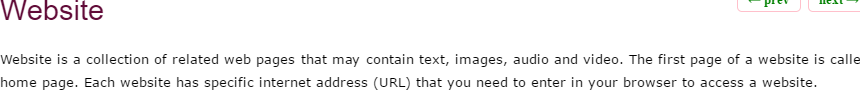 Website
← prev next →
Website is a collection of related web pages that may contain text, images, audio and video. The first page of a website is calle
home page. Each website has specific internet address (URL) that you need to enter in your browser to access a website.